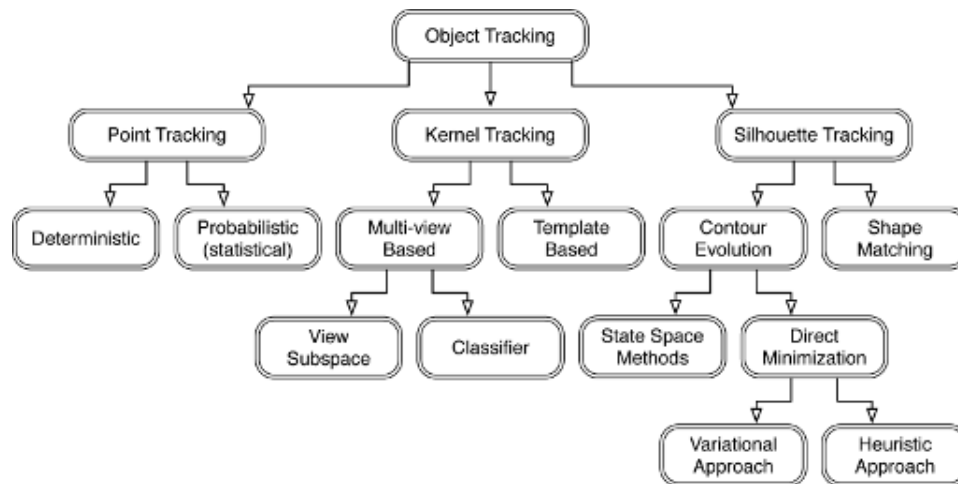 Object Tracking
Point Tracking
Kernel Tracking
Silhouette Tracking
Deterministic
Probabilistic
(statistical)
Multi-view
Based
Template
Based
Contour
Evolution
Shape
Matching
View
Subspace
Classifier
State Space
Methods
Direct
Minimization
Variational
Approach
Heuristic
Approach